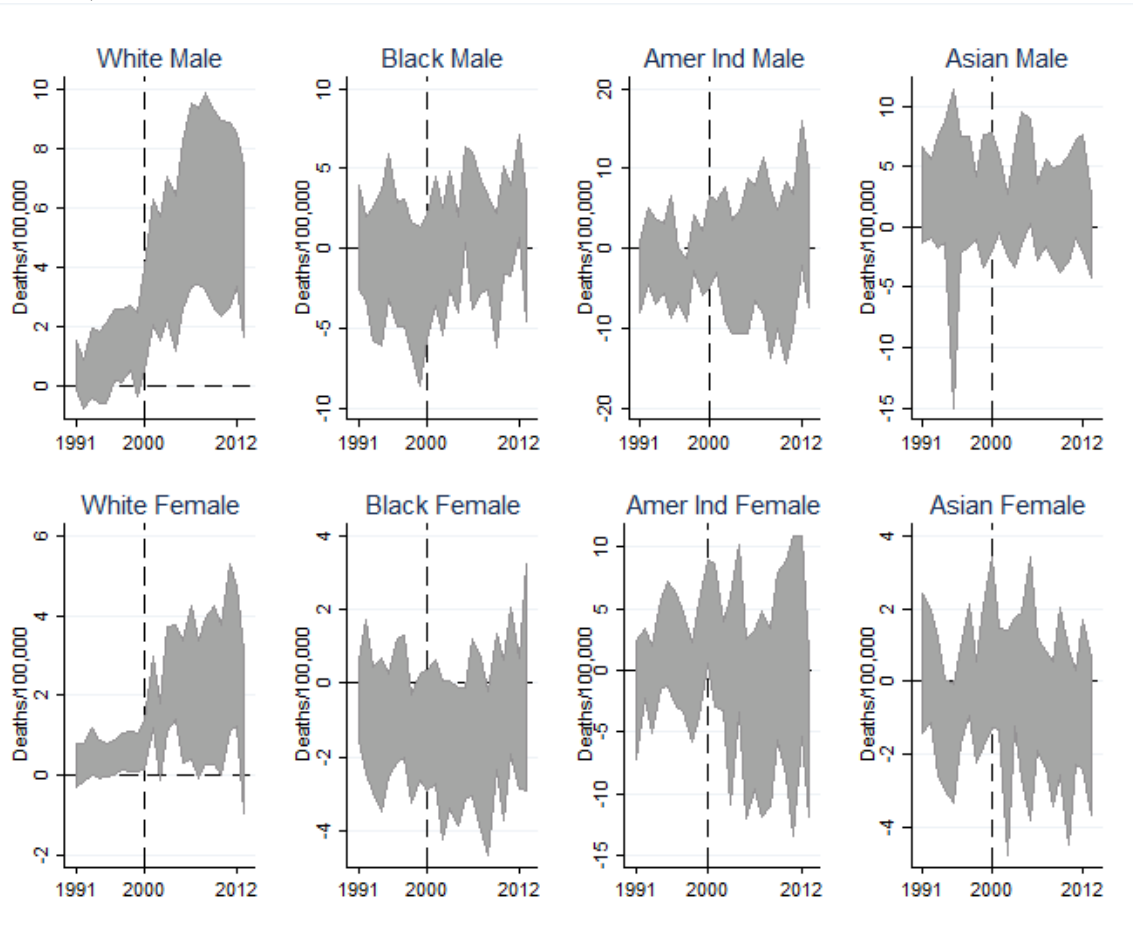 White Male
Deaths/100,000
10
8
6
4
2
0
1991 2000 2012
Black Male
Deaths/100,000
10
5
0
-5
-10
1991 2000 2012
Amer Ind Male
Deaths/100,000
20
10
0
-10
-20
1991 2000 2012
Asian Male
Deaths/100,000
10
5
0
-5
-10
-15
1991 2000 2012
White Female
Deaths/100,000
6
4
2
0
-2
1991 2000 2012
Black Female
Deaths/100,000
4
2
0
-2
-4
1991 2000 2012
Amer Ind Female
Deaths/100,000
10
5
0
-5
-10
-15
1991 2000 2012
Asian Female
Deaths/100,000
4
2
0
-2
-4
1991 2000 2012